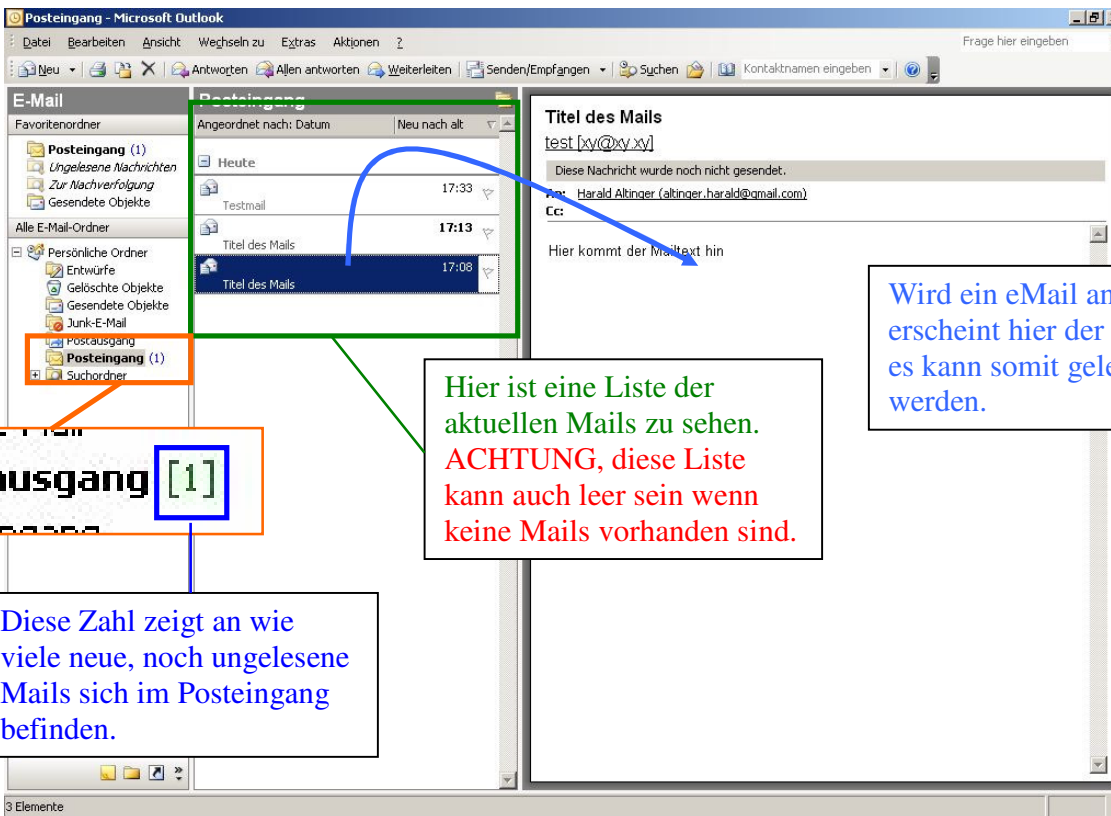 Posteingang - Microsoft Outlook
Datei Bearbeiten Ansicht Wechseln zu Extras Aktionen ? Frage hier eingeben
Neu Antworten Allen antworten Weiterleiten Senden/Empfangen Suchen Kontaktnamen eingeben
E-Mail
Favoritenordner
Posteingang (1)
Ungelesene Nachrichten
Zur Nachverfolgung
Gesendete Objekte
Alle E-Mail-Ordner
Persönliche Ordner
Entwürfe
Gelöschte Objekte
Gesendete Objekte
Junk-E-Mail
Postausgang
Posteingang (1)
Suchordner
ausgang [1]
Diese Zahl zeigt an wie
viele neue, noch ungelesene
Mails sich im Posteingang
befinden.
Posteingang
Angeordnet nach: Datum Neu nach alt
Heute
17:33
Testmail
17:13
Titel des Mails
17:08
Titel des Mails
Hier ist eine Liste der
aktuellen Mails zu sehen.
ACHTUNG, diese Liste
kann auch leer sein wenn
keine Mails vorhanden sind.
Titel des Mails
test [xy@xy.xy]
Diese Nachricht wurde noch nicht gesendet.
An: Harald Altinger (altinger.harald@gmail.com)
Cc:
Hier kommt der Mailtext hin
Wird ein eMail an
erscheint hier der
es kann somit gele
werden.
3 Elemente